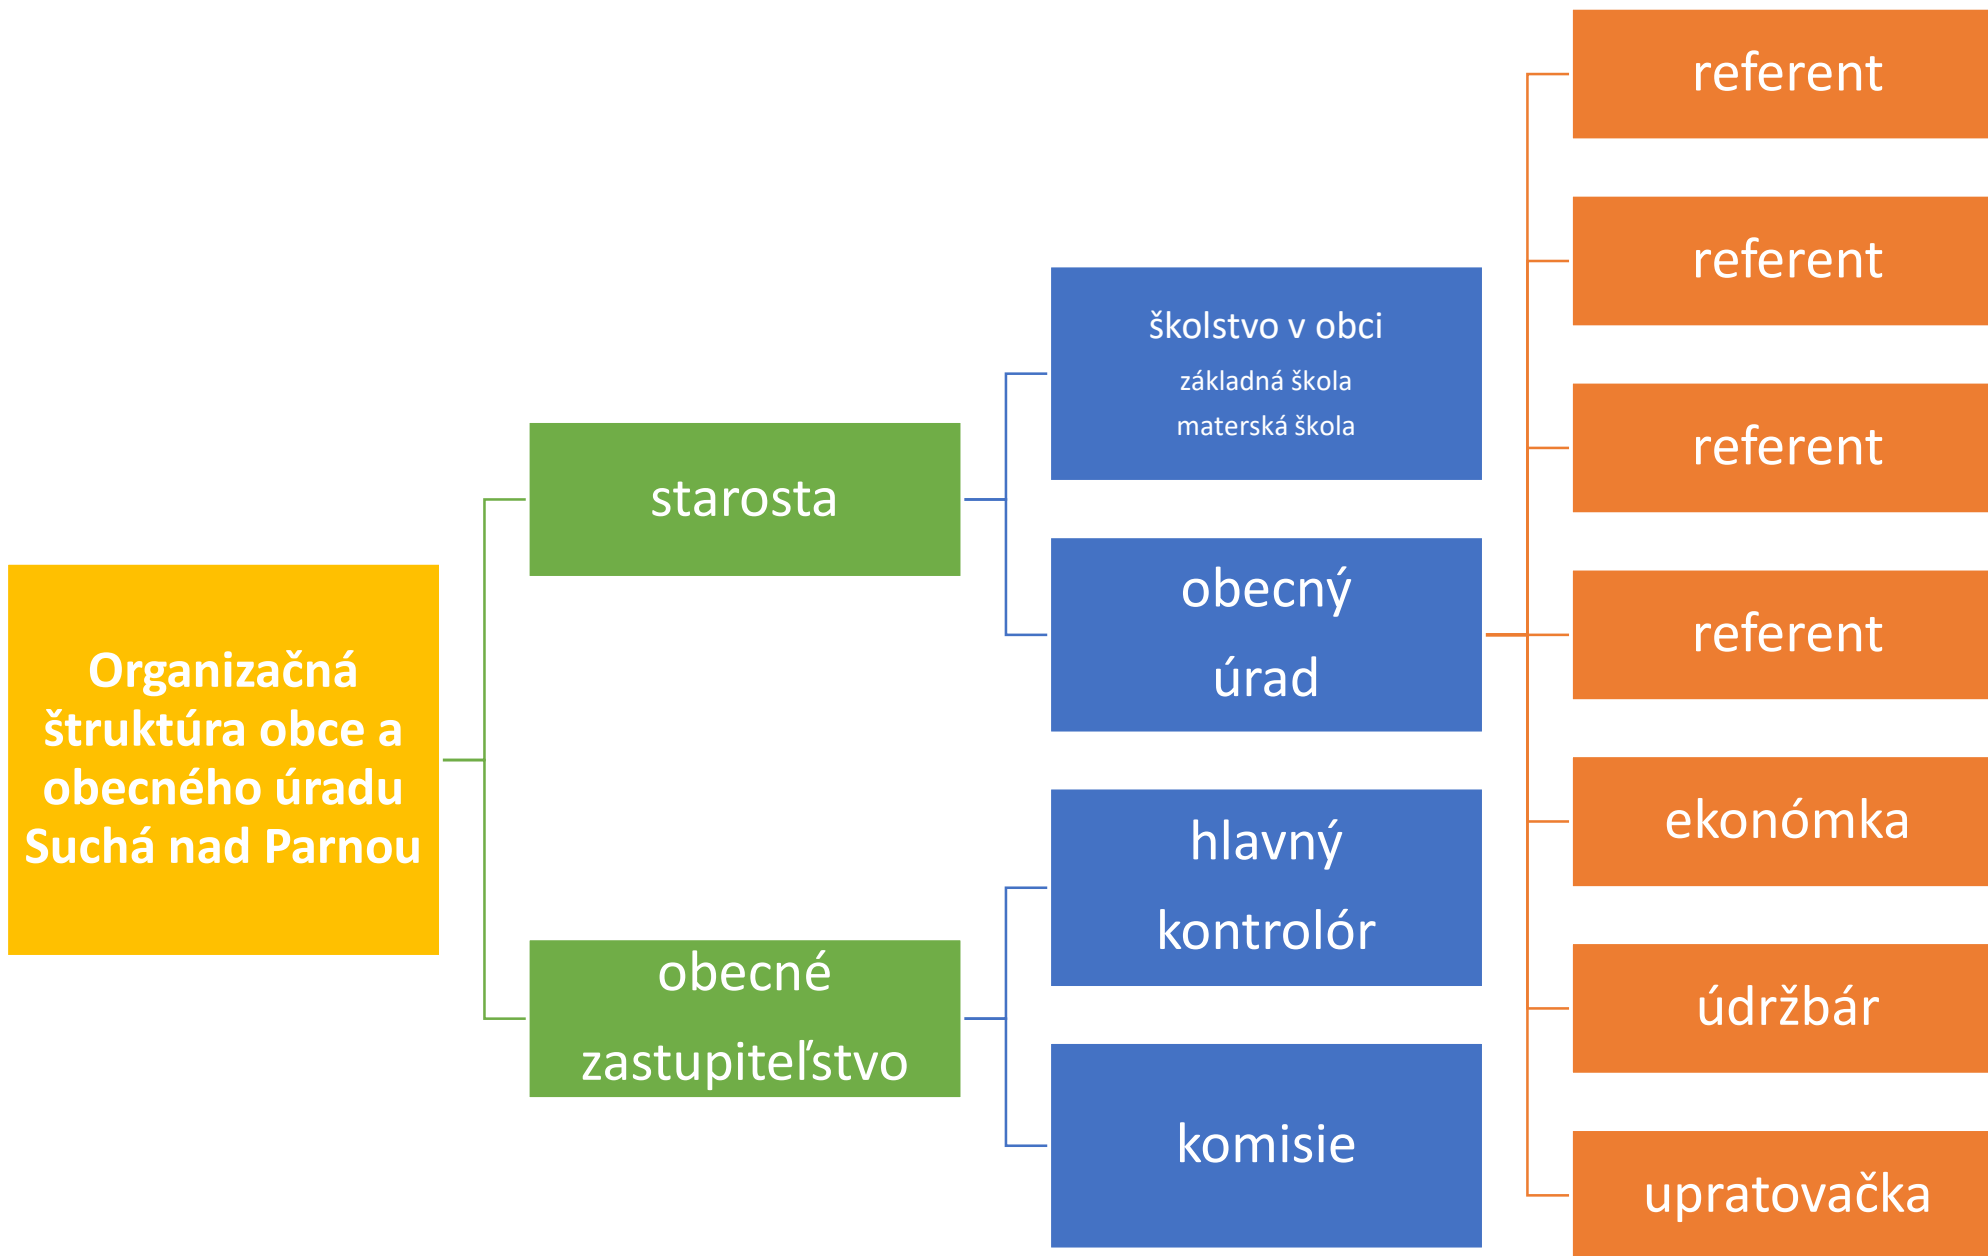 Organizačná
štruktúra obce a
obecného úradu
Suchá nad Parnou
starosta
školstvo v obci
základná škola
materská škola
obecný
úrad
referent
referent
referent
referent
ekonómka
údržbár
upratovačka
obecné
zastupiteľstvo
hlavný
kontrolór
komisie